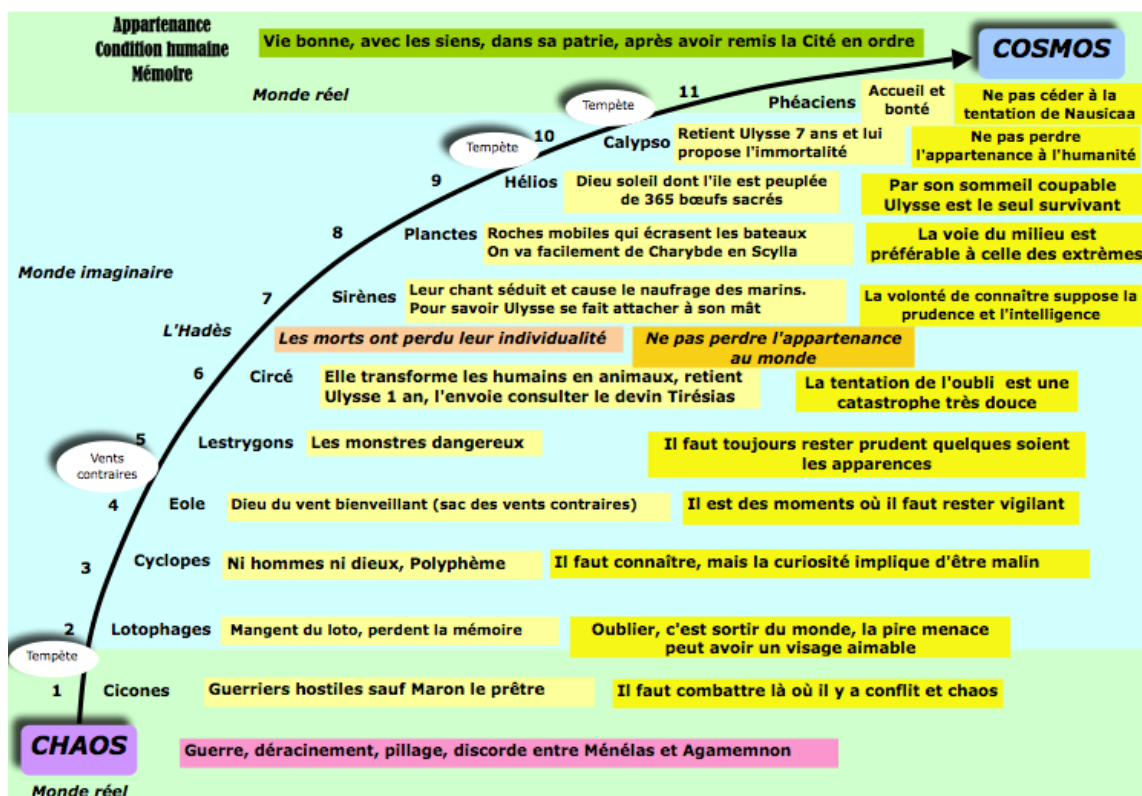 Appartenance
Condition humaine
Mémoire
Vie bonne, avec les siens, dans sa patrie, après avoir remis la Cité en ordre
COSMOS
Monde réel
Tempête
11
Phéaciens
Accueil et
bonté
Ne pas céder à la
tentation de Nausicaa
Tempête
10
Calypso
Retient Ulysse 7 ans et lui
propose l'immortalité
Ne pas perdre
l'appartenance à l'humanité
9
Hélios
Dieu soleil dont l'ile est peuplée
de 365 bœufs sacrés
Par son sommeil coupable
Ulysse est le seul survivant
8
Planctes
Roches mobiles qui écrasent les bateaux
On va facilement de Charybde en Scylla
La voie du milieu est
préférable à celle des extrêmes
Monde imaginaire
7
Sirènes
Leur chant séduit et cause le naufrage des marins.
Pour savoir Ulysse se fait attacher à son mât
La volonté de connaître suppose la
prudence et l'intelligence
L'Hadès
Les morts ont perdu leur individualité
Ne pas perdre l'appartenance
au monde
6
Circé
Elle transforme les humains en animaux, retient
Ulysse 1 an, l'envoie consulter le devin Tirésias
La tentation de l'oubli est une
catastrophe très douce
5
Lestrygons
Les monstres dangereux
Il faut toujours rester prudent quelques soient
les apparences
Vents
contraires
4
Eole
Dieu du vent bienveillant (sac des vents contraires)
Il est des moments où il faut rester vigilant
3
Cyclopes
Ni hommes ni dieux, Polyphème
Il faut connaître, mais la curiosité implique d'être malin
2
Lotophages
Mangent du loto, perdent la mémoire
Oublier, c'est sortir du monde, la pire menace
peut avoir un visage aimable
Tempête
1
Cicones
Guerriers hostiles sauf Maron le prêtre
Il faut combattre là où il y a conflit et chaos
CHAOS
Guerre, déracinement, pillage, discorde entre Ménélas et Agamemnon
Monde réel